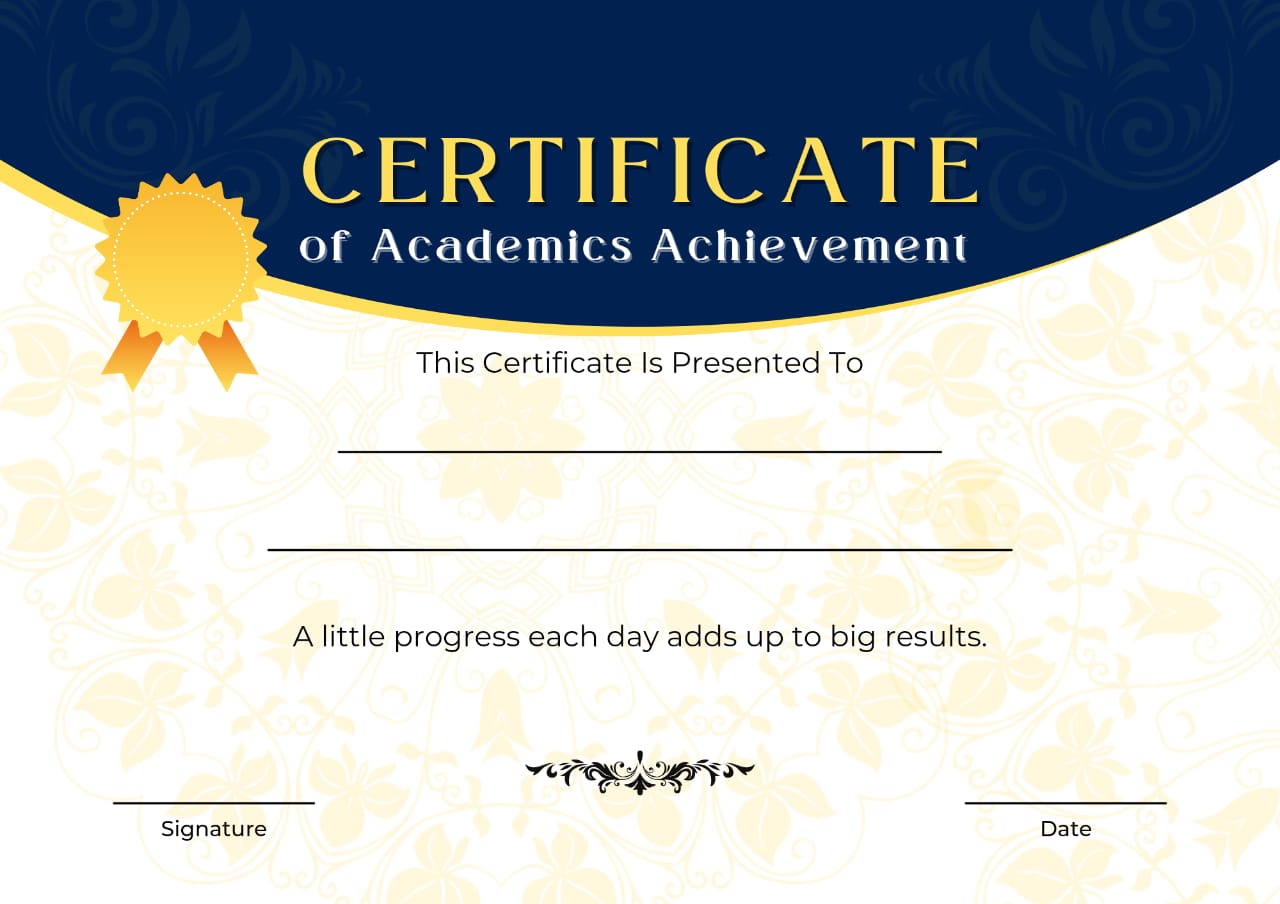 CERTIFICATE
of Academics Achievement
This Certificate Is Presented To
A little progress each day adds up to big results.
Signature
Date